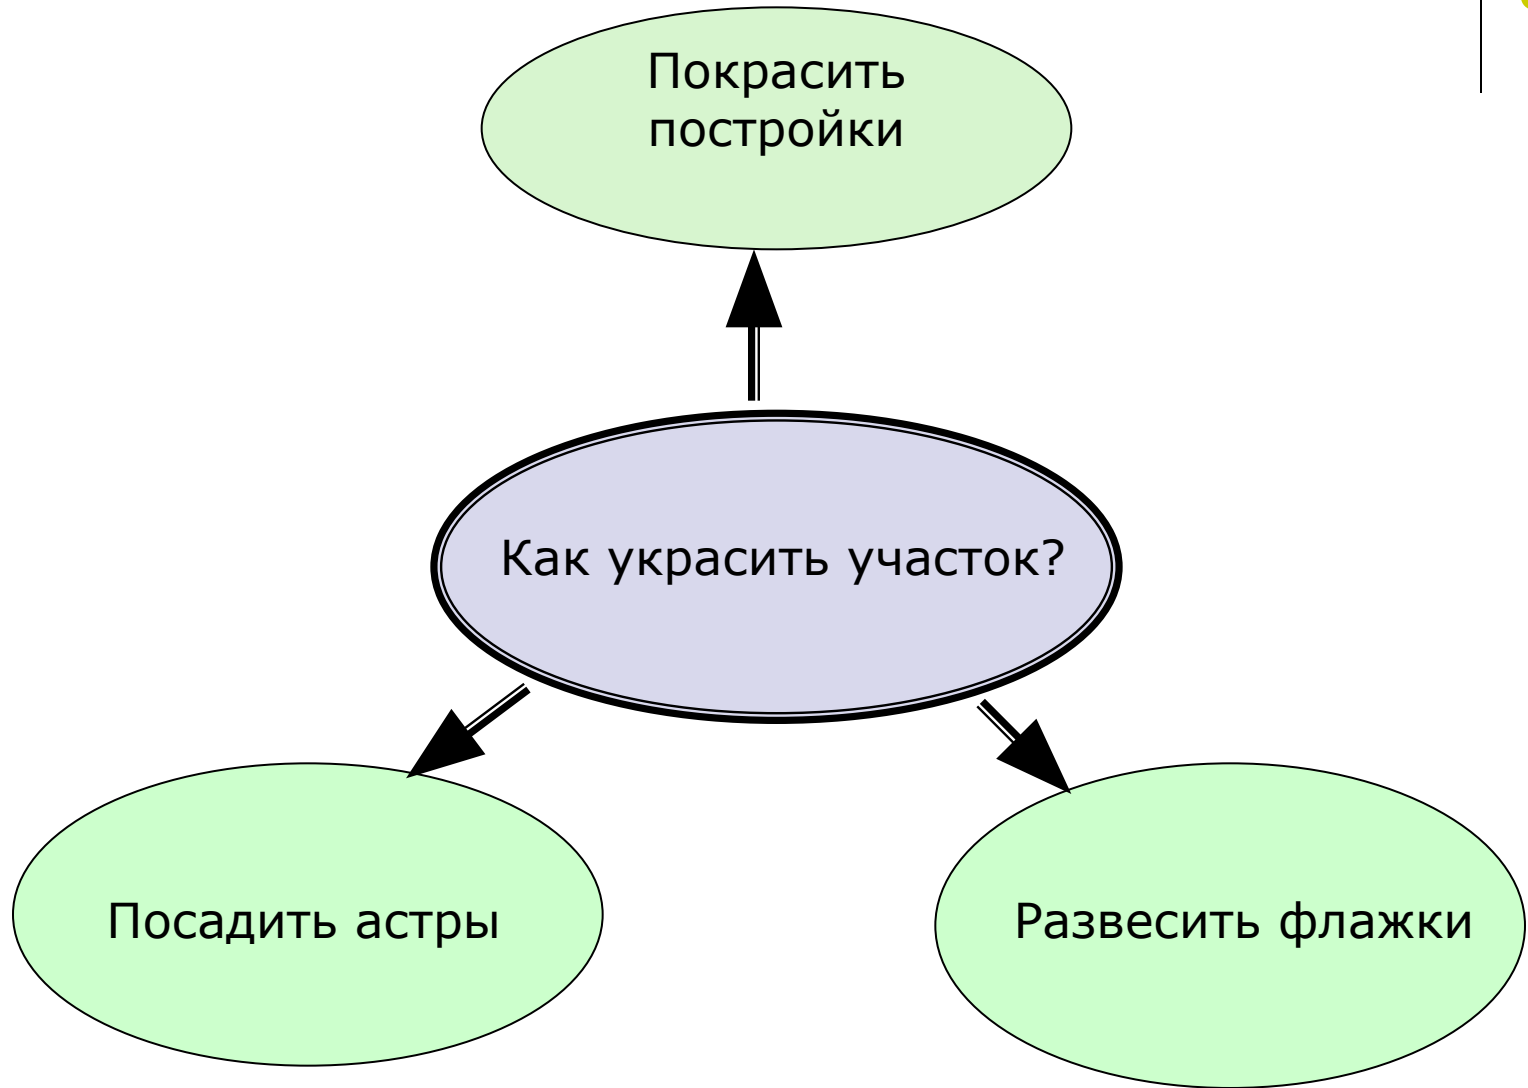 Покрасить
постройки
Как украсить участок?
Посадить астры
Развесить флажки